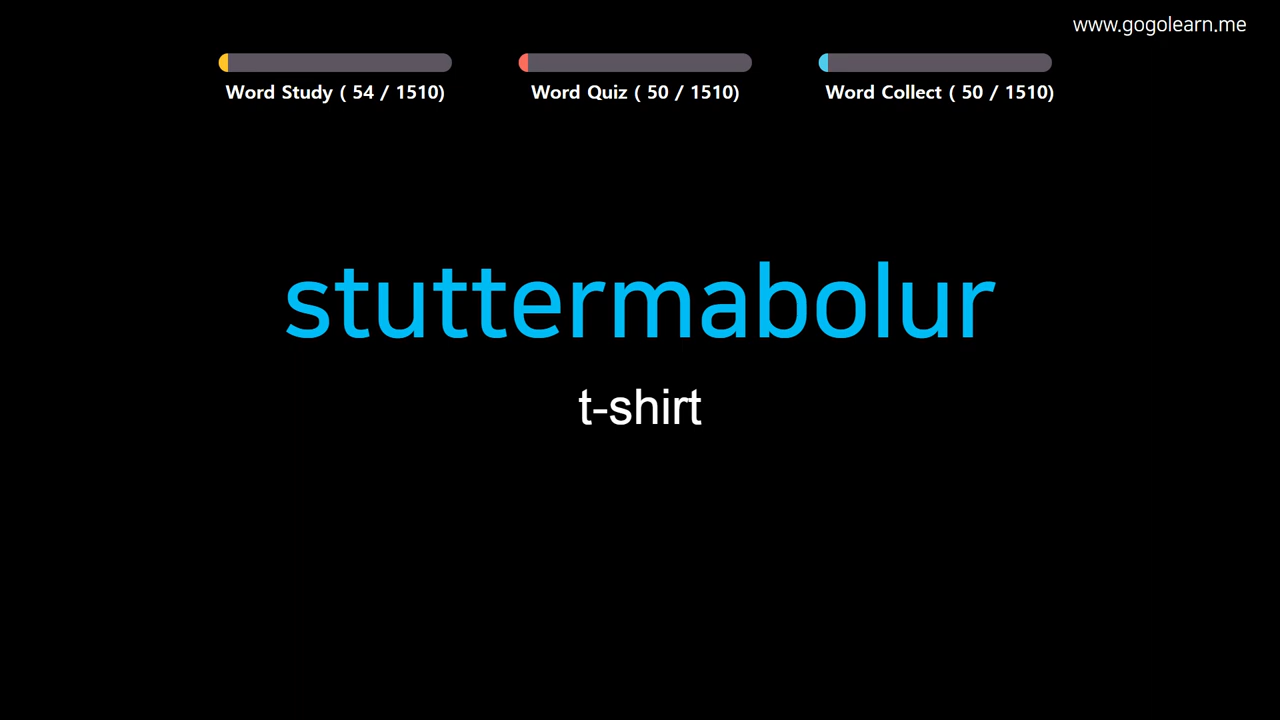 www.gogolearn.me
Word Study ( 54 / 1510)
Word Quiz ( 50 / 1510)
Word Collect ( 50 / 1510)
stuttermabolur
t-shirt